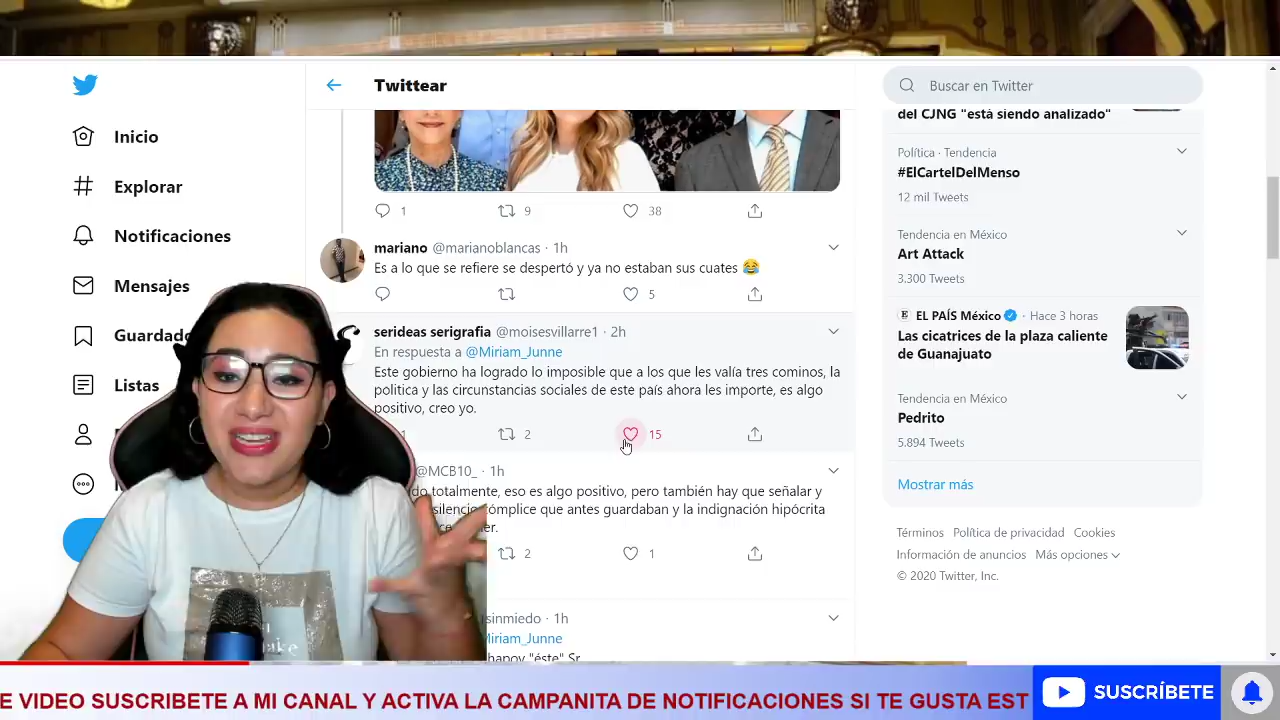 Twittear
Buscar en Twitter
Inicio
Explorar
Notificaciones
Mensajes
Listas
1
9
38
mariano @marianoblancas · 1h
Es a lo que se refiere se despertó y ya no estaban sus cuates 😂
5
serideas serigrafia @moisesvillarre1 · 2h
En respuesta a @Miriam_Junne
Este gobierno ha logrado lo imposible que a los que les valía tres cominos, la
politica y las circunstancias sociales de este país ahora les importe, es algo
positivo, creo yo.
1
2
15
@MCB10_ · 1h
totalmente, eso es algo positivo, pero también hay que señalar y
silencio cómplice que antes guardaban y la indignación hipócrita
2
1
sinmiedo · 1h
Miriam_Junne
"éste" Sr
del CJNG "está siendo analizado"
Política · Tendencia
#ElCartelDelMenso
12 mil Tweets
Tendencia en México
Art Attack
3.300 Tweets
E EL PAÍS México · Hace 3 horas
Las cicatrices de la plaza caliente
de Guanajuato
Tendencia en México
Pedrito
5.894 Tweets
Mostrar más
Términos Política de privacidad Cookies
Información de anuncios Más opciones
© 2020 Twitter, Inc.
E VIDEO SUSCRIBETE A MI CANAL Y ACTIVA LA CAMPANITA DE NOTIFICACIONES SI TE GUSTA EST
SUSCRÍBETE